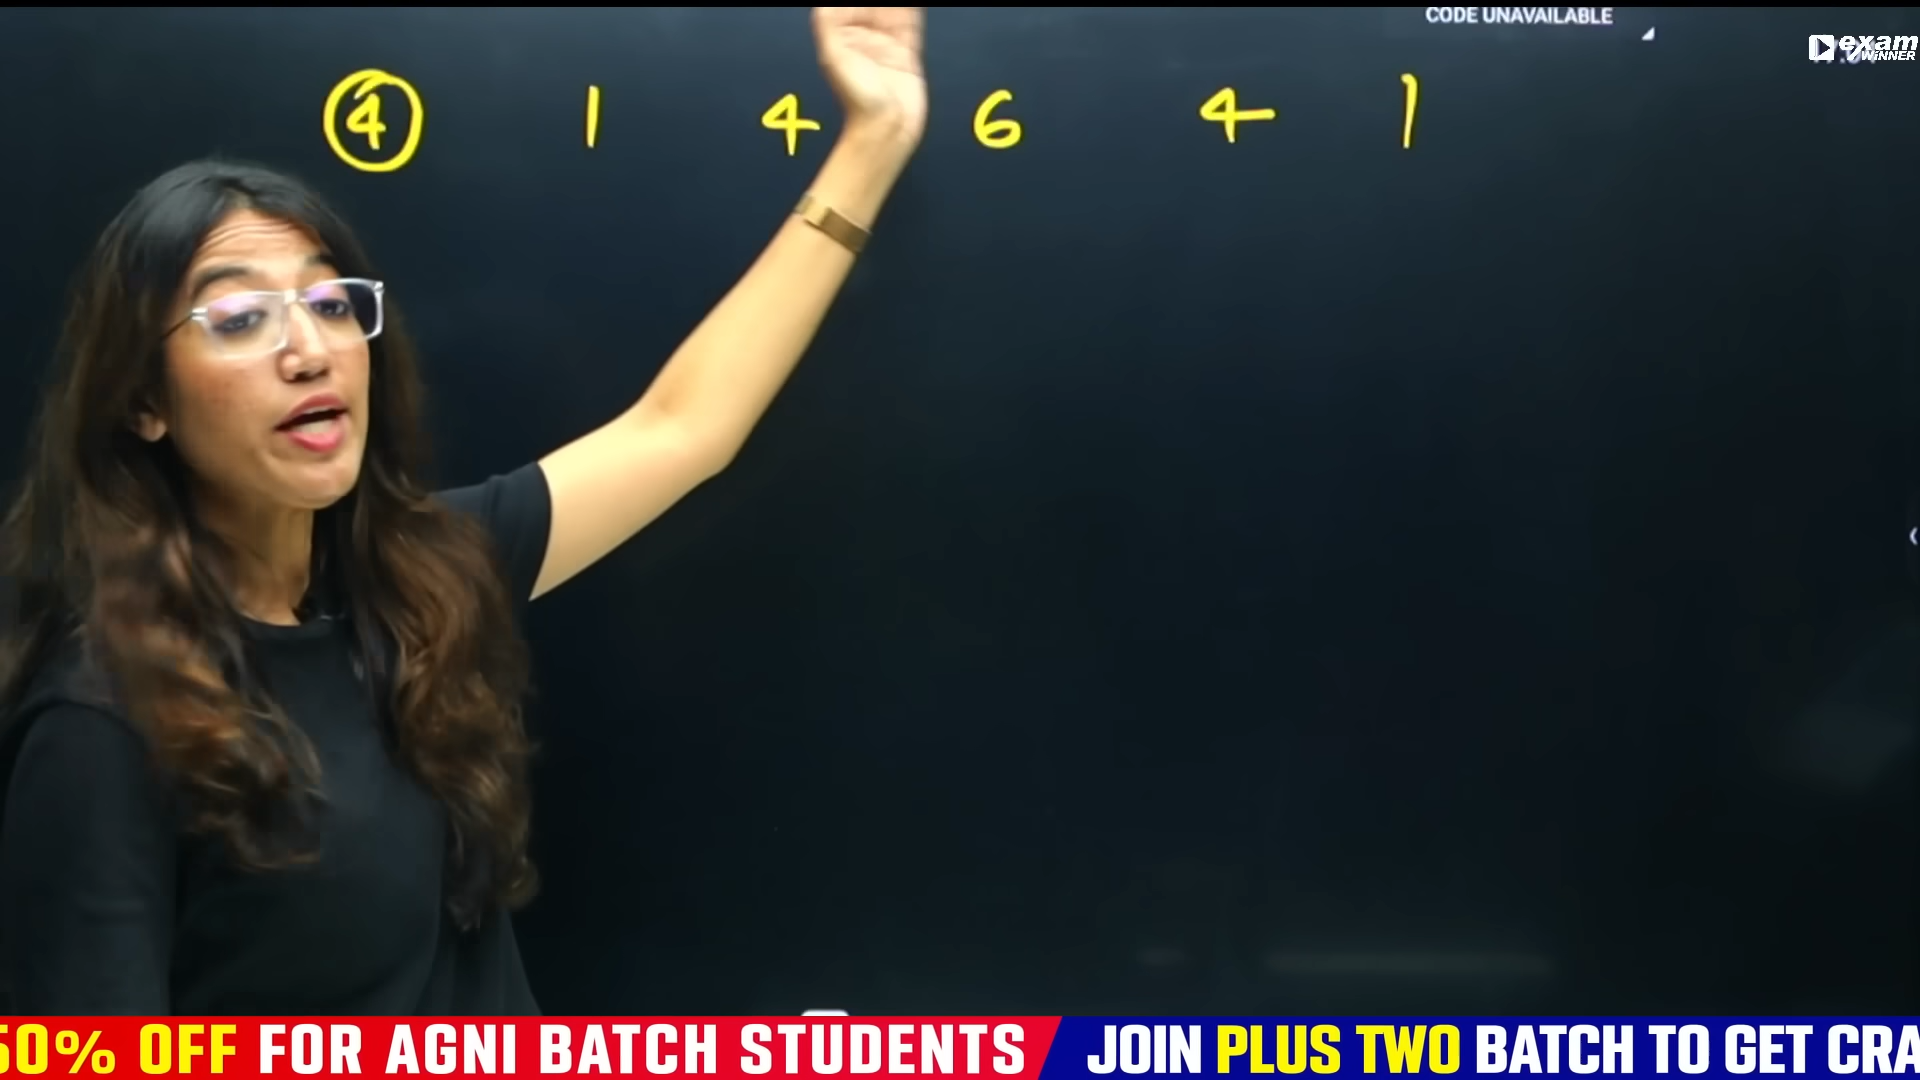 CODE UNAVAILABLE
exam
WINNER
4 1 4 6 4 1
50% OFF FOR AGNI BATCH STUDENTS JOIN PLUS TWO BATCH TO GET CRA